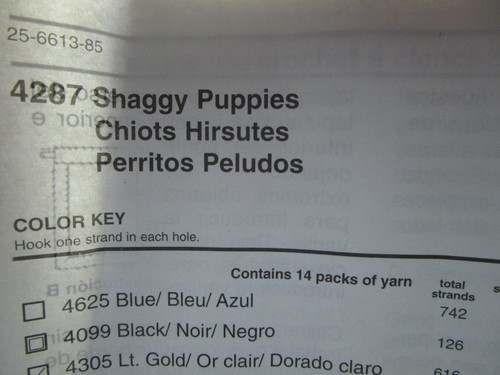 25-6613-85
4287 Shaggy Puppies
Chiots Hirsutes
Perritos Peludos
COLOR KEY
Hook one strand in each hole.
Contains 14 packs of yarn
total strands
4625 Blue/ Bleu/ Azul 742
4099 Black/ Noir/ Negro 126
4305 Lt. Gold/ Or clair/ Dorado claro 616